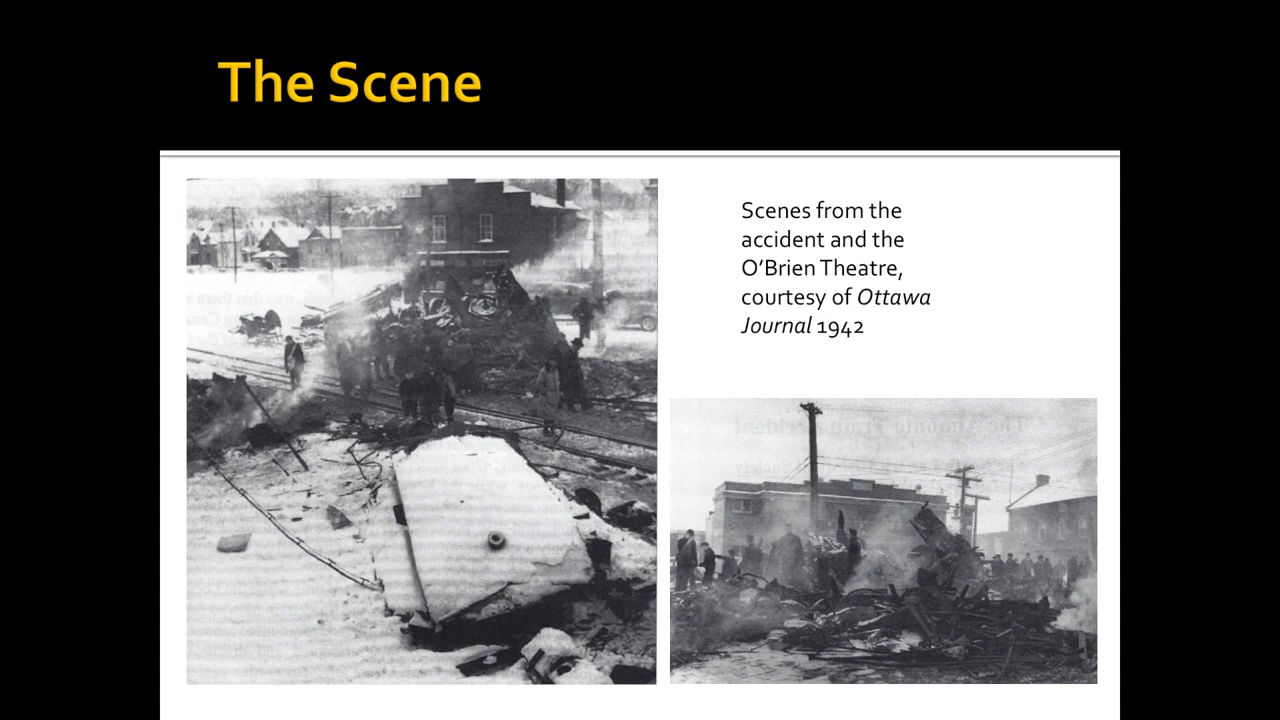 The Scene
Scenes from the
accident and the
O’Brien Theatre,
courtesy of Ottawa
Journal 1942